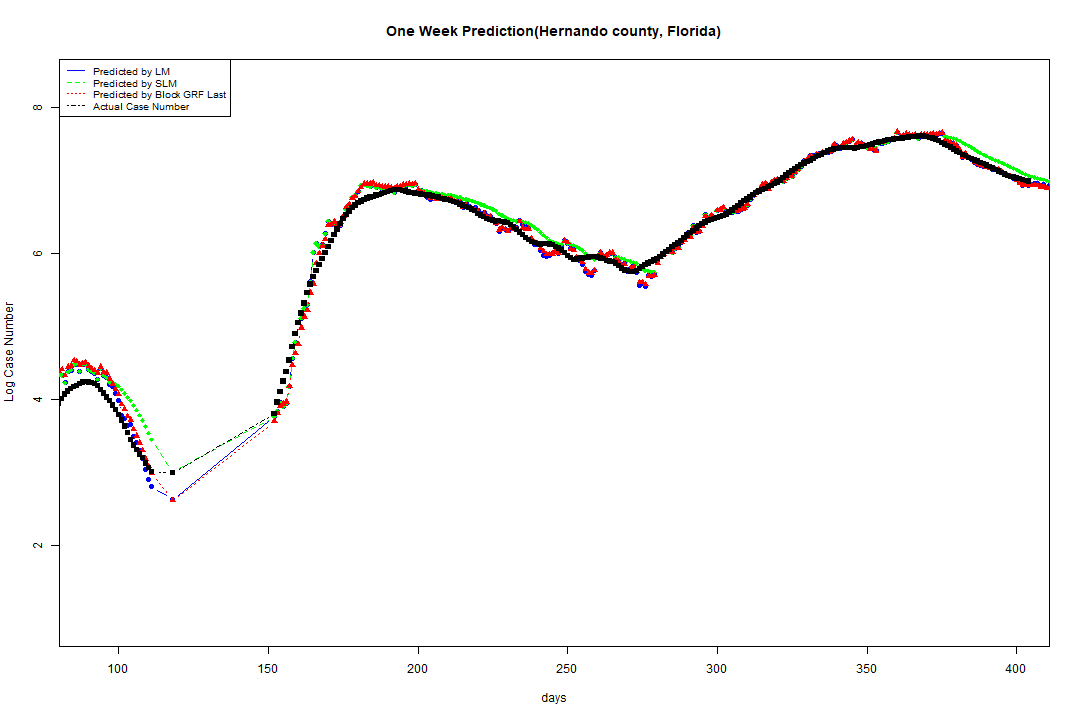 One Week Prediction(Hernando county, Florida)
Predicted by LM
Predicted by SLM
Predicted by Block GRF Last
Actual Case Number
8
6
4
2
Log Case Number
100 150 200 250 300 350 400
days